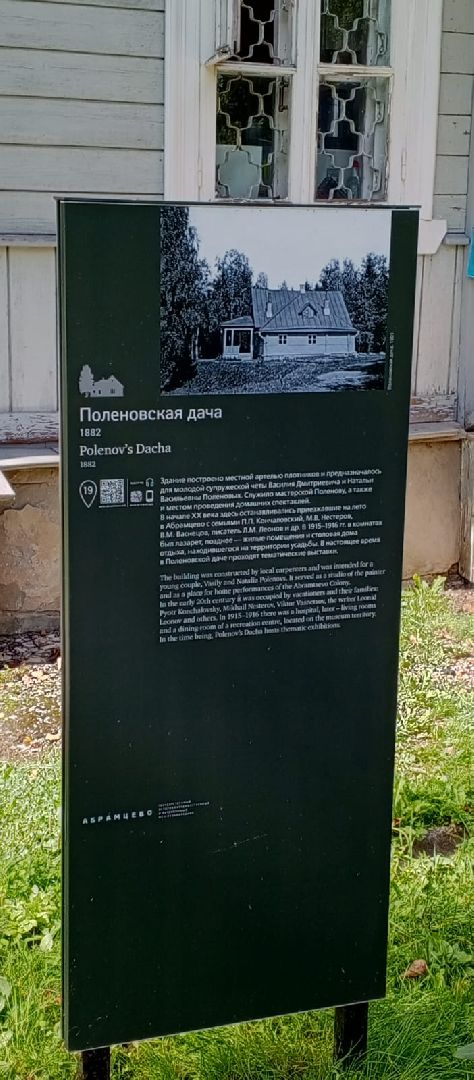 Поленовская дача
1882
Polenov's Dacha
1882
19
Здание построено местной артелью плотников и предназначалось
для молодой супружеской четы Василия Дмитриевича и Натальи
Васильевны Поленовых. Служило мастерской Поленову, а также
и местом проведения домашних спектаклей.
В начале XX века здесь останавливались приезжавшие на лето
в Абрамцево с семьями П.П. Кончаловский, М.В. Нестеров,
В.М. Васнецов, писатель Л.М. Леонов и др. В 1915–1916 гг. в комнатах
был лазарет, позднее — жилые помещения и столовая дома
отдыха, находившегося на территории усадьбы. В настоящее время
в Поленовской даче проходят тематические выставки.
The building was constructed by local carpenters and was intended for a
young couple, Vasily and Natalia Polenov. It served as a studio of the painter
and as a place for home performances of the Abramtsevo Colony.
In the early 20th century it was occupied by vacationers and their families:
Pyotr Konchalovsky, Mikhail Nesterov, Viktor Vasnetsov, the writer Leonid
Leonov and others. In 1915–1916 there was a hospital, later – living rooms
and a dining-room of a recreation centre, located on the museum territory.
In the time being, Polenov's Dacha hosts thematic exhibitions.
АБРАМЦЕВО